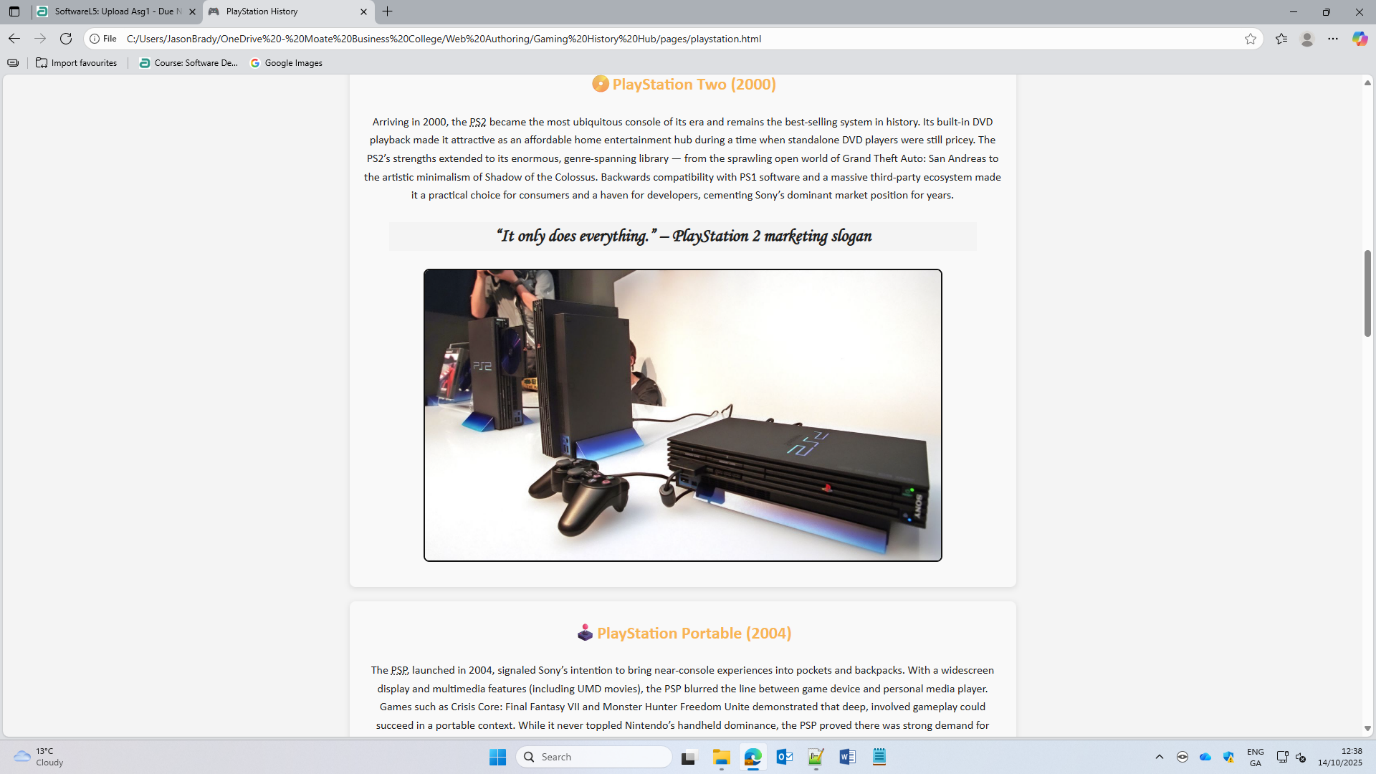 SoftwareL5: Upload Asg1 - Due N
PlayStation History
File
C:/Users/JasonBrady/OneDrive%20-%20Moate%20Business%20College/Web%20Authoring/Gaming%20History%20Hub/pages/playstation.html
Import favourites
Course: Software De...
Google Images
PlayStation Two (2000)
Arriving in 2000, the PS2 became the most ubiquitous console of its era and remains the best-selling system in history. Its built-in DVD
playback made it attractive as an affordable home entertainment hub during a time when standalone DVD players were still pricey. The
PS2’s strengths extended to its enormous, genre-spanning library — from the sprawling open world of Grand Theft Auto: San Andreas to
the artistic minimalism of Shadow of the Colossus. Backwards compatibility with PS1 software and a massive third-party ecosystem made
it a practical choice for consumers and a haven for developers, cementing Sony’s dominant market position for years.
“It only does everything.” – PlayStation 2 marketing slogan
PS2
SONY
PlayStation Portable (2004)
The PSP, launched in 2004, signaled Sony’s intention to bring near-console experiences into pockets and backpacks. With a widescreen
display and multimedia features (including UMD movies), the PSP blurred the line between game device and personal media player.
Games such as Crisis Core: Final Fantasy VII and Monster Hunter Freedom Unite demonstrated that deep, involved gameplay could
succeed in a portable context. While it never toppled Nintendo’s handheld dominance, the PSP proved there was strong demand for
13°C
Cloudy
Search
ENG
GA
12:38
14/10/2025